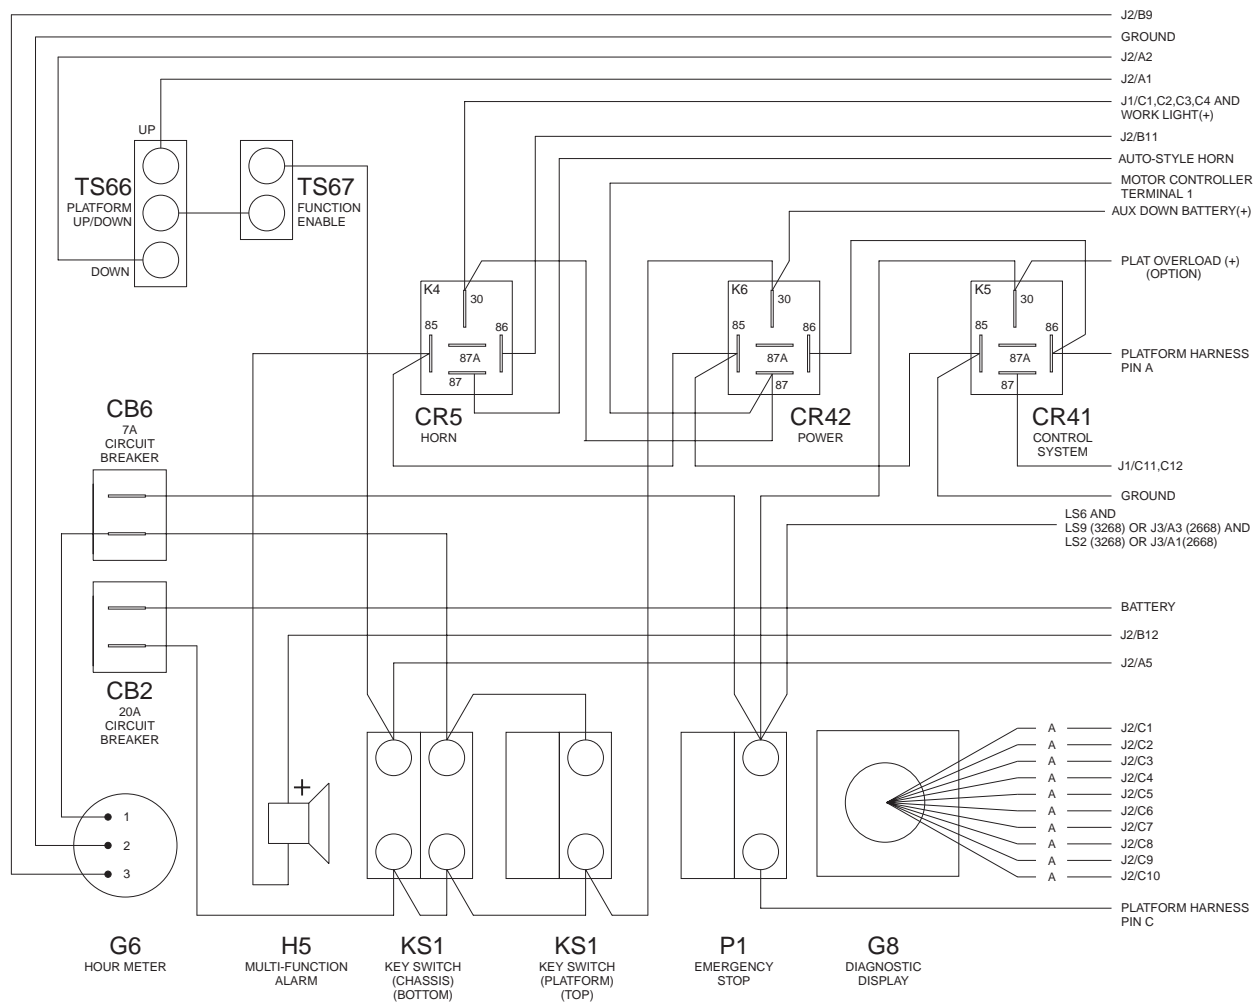 J2/B9
GROUND
J2/A2
J2/A1
J1/C1,C2,C3,C4 AND
WORK LIGHT(+)
J2/B11
AUTO-STYLE HORN
MOTOR CONTROLLER
TERMINAL 1
AUX DOWN BATTERY(+)
PLAT OVERLOAD (+)
(OPTION)
PLATFORM HARNESS
PIN A
J1/C11,C12
GROUND
LS6 AND
LS9 (3268) OR J3/A3 (2668) AND
LS2 (3268) OR J3/A1(2668)
BATTERY
J2/B12
J2/A5
UP
TS66
PLATFORM
UP/DOWN
DOWN
TS67
FUNCTION
ENABLE
K4
30
85
86
87A
87
CR5
HORN
K6
30
85
86
87A
87
CR42
POWER
K5
30
85
86
87A
87
CR41
CONTROL
SYSTEM
CB6
7A
CIRCUIT
BREAKER
CB2
20A
CIRCUIT
BREAKER
1
2
3
G6
HOUR METER
+
H5
MULTI-FUNCTION
ALARM
KS1
KEY SWITCH
(CHASSIS)
(BOTTOM)
KS1
KEY SWITCH
(PLATFORM)
(TOP)
P1
EMERGENCY
STOP
G8
DIAGNOSTIC
DISPLAY
A J2/C1
A J2/C2
A J2/C3
A J2/C4
A J2/C5
A J2/C6
A J2/C7
A J2/C8
A J2/C9
A J2/C10
PLATFORM HARNESS
PIN C